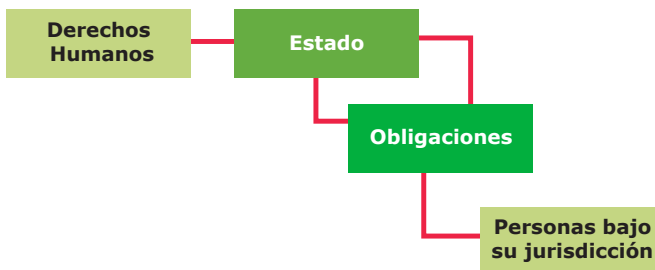 Derechos
Humanos
Estado
Obligaciones
Personas bajo
su jurisdicción